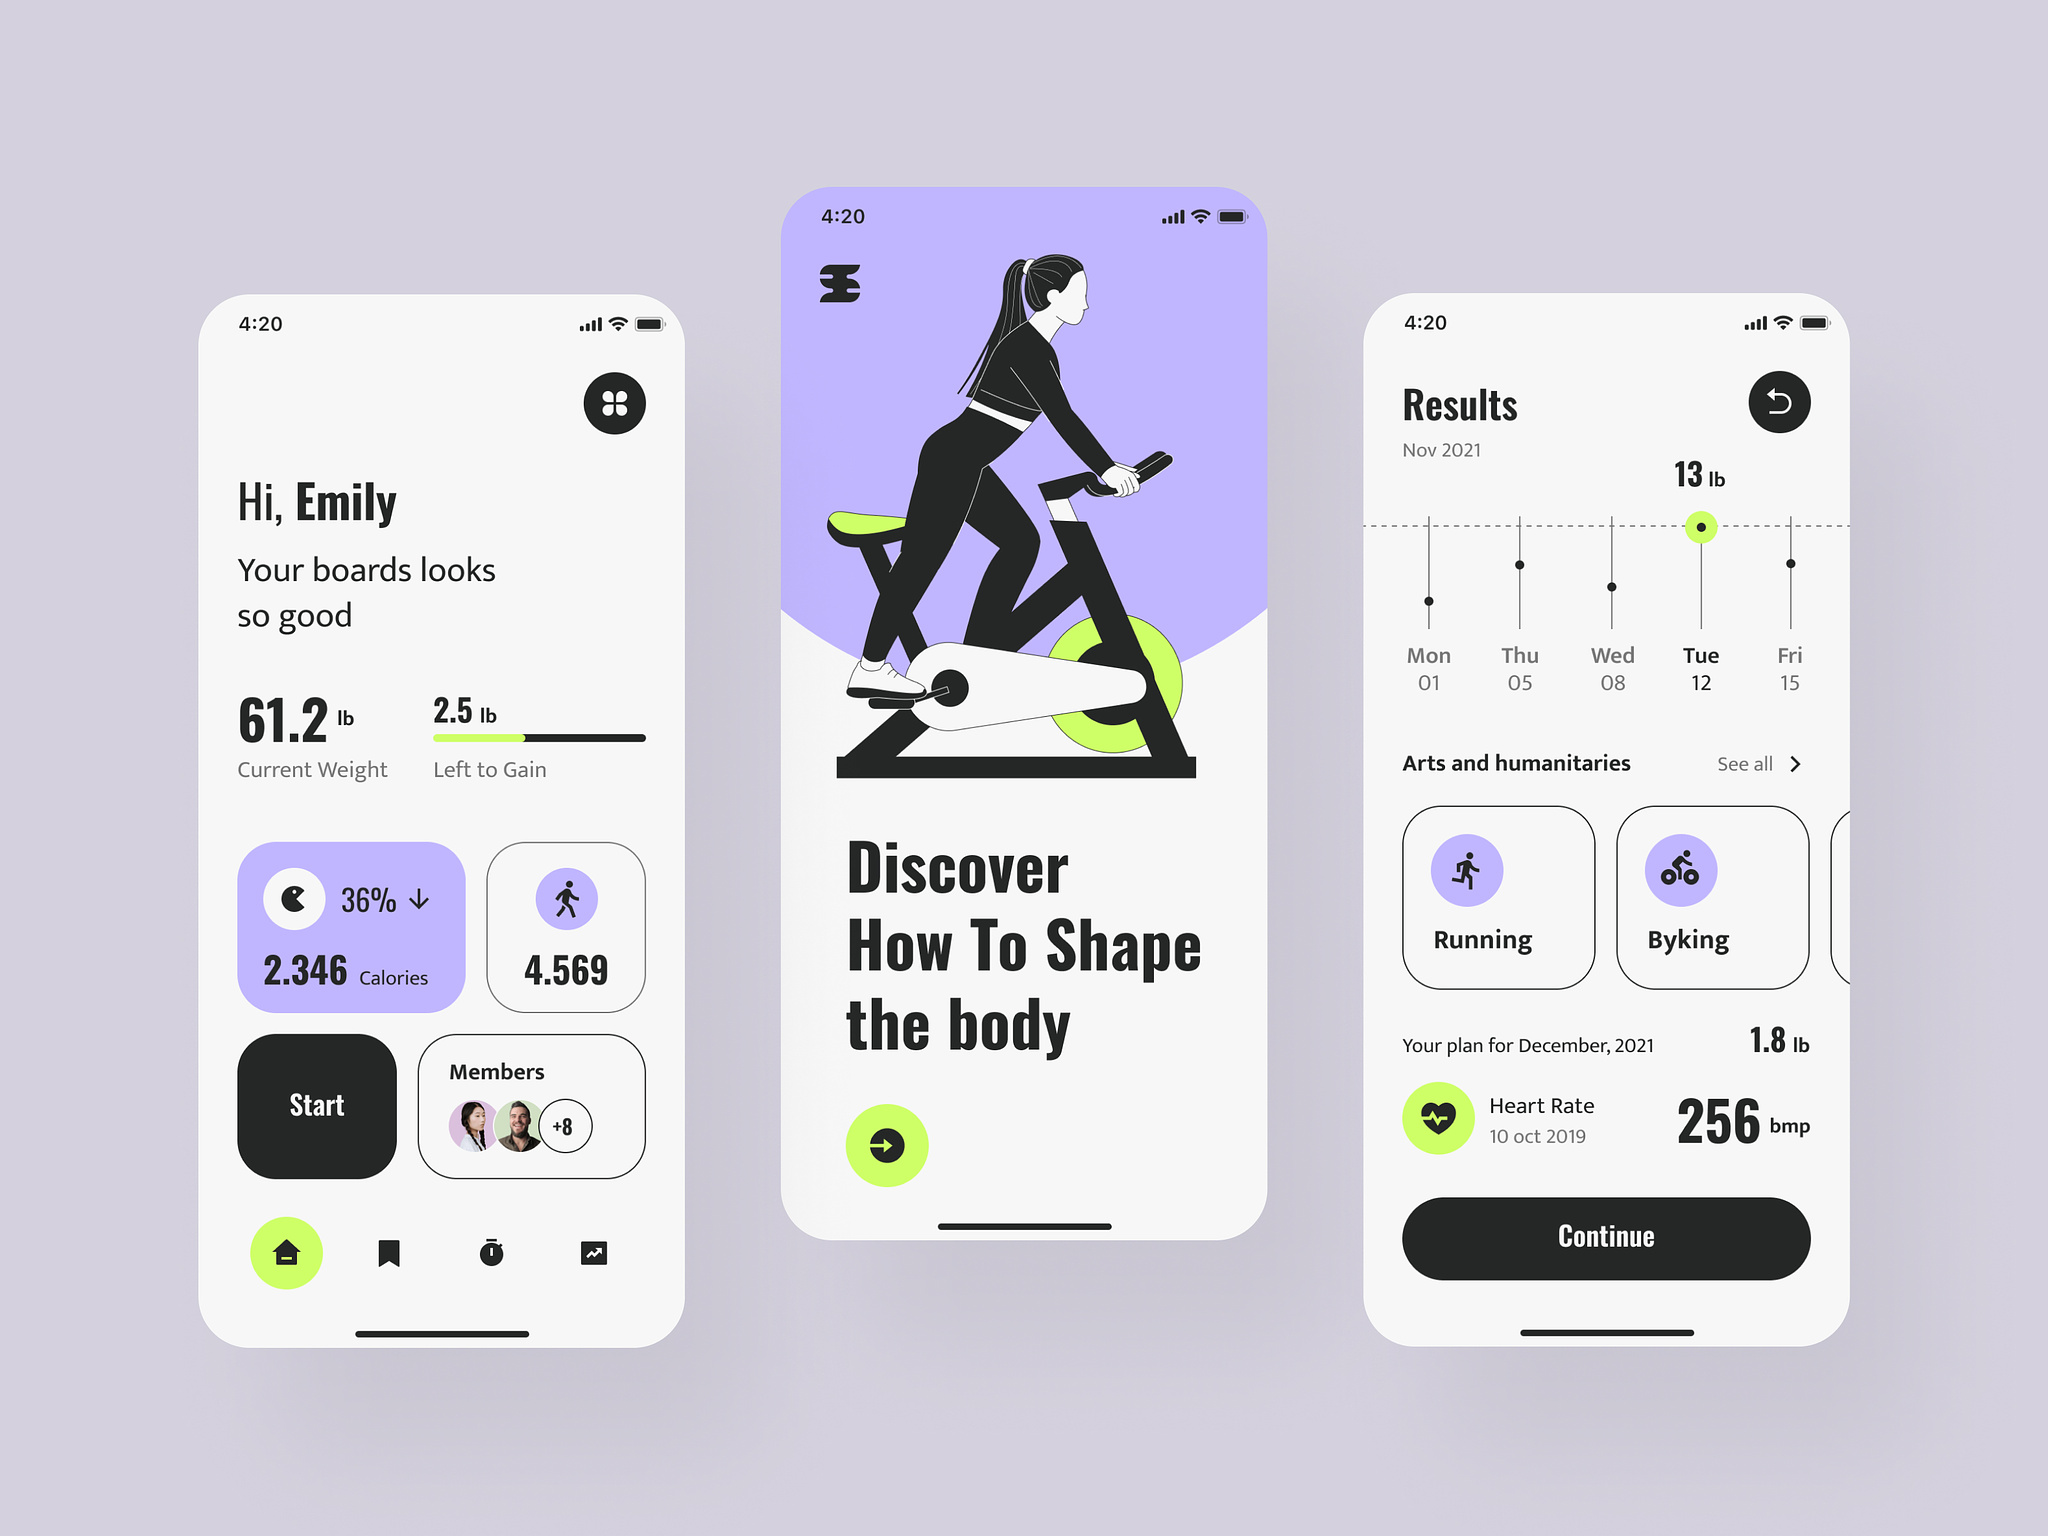 4:20
Hi, Emily
Your boards looks
so good
61.2 lb
Current Weight
2.5 lb
Left to Gain
36%
2.346 Calories
4.569
Start
Members
+8
4:20
Discover
How To Shape
the body
4:20
Results
Nov 2021
13 lb
Mon Thu Wed Tue Fri
01 05 08 12 15
Arts and humanitaries See all
Running Byking
Your plan for December, 2021 1.8 lb
Heart Rate
10 oct 2019
256 bmp
Continue